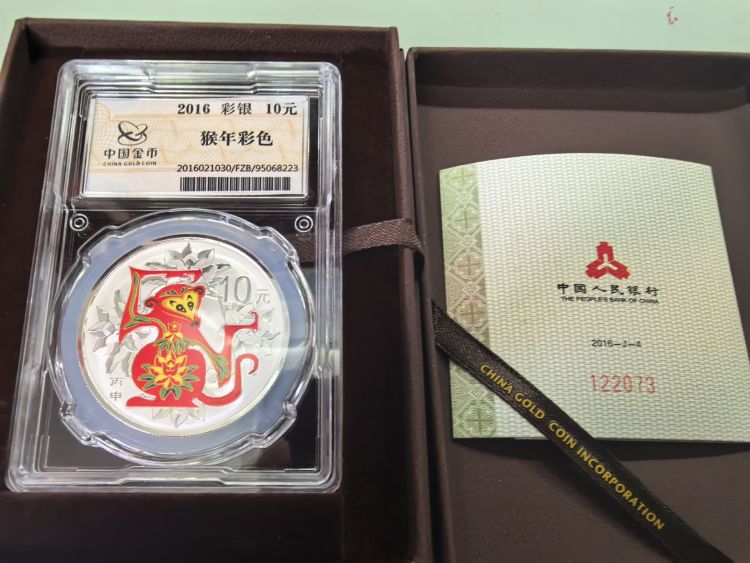 2016 彩银 10元
猴年彩色
中国金币
CHINA GOLD COIN
2016021030/FZB/95068223
10元
丙申
中国人民银行
THE PEOPLE'S BANK OF CHINA
2016-J-4
122073
CHINA GOLD COIN INCORPORATION